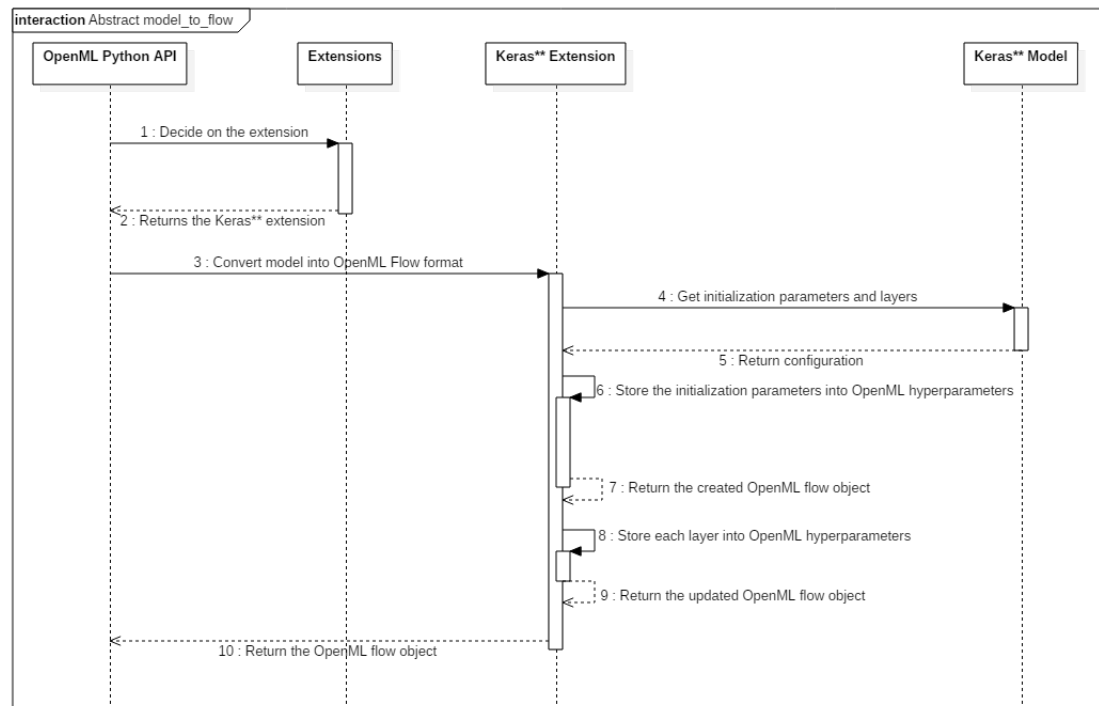 interaction Abstract model_to_flow
OpenML Python API
Extensions
Keras** Extension
Keras** Model
1 : Decide on the extension
2 : Returns the Keras** extension
3 : Convert model into OpenML Flow format
4 : Get initialization parameters and layers
5 : Return configuration
6 : Store the initialization parameters into OpenML hyperparameters
7 : Return the created OpenML flow object
8 : Store each layer into OpenML hyperparameters
9 : Return the updated OpenML flow object
10 : Return the OpenML flow object